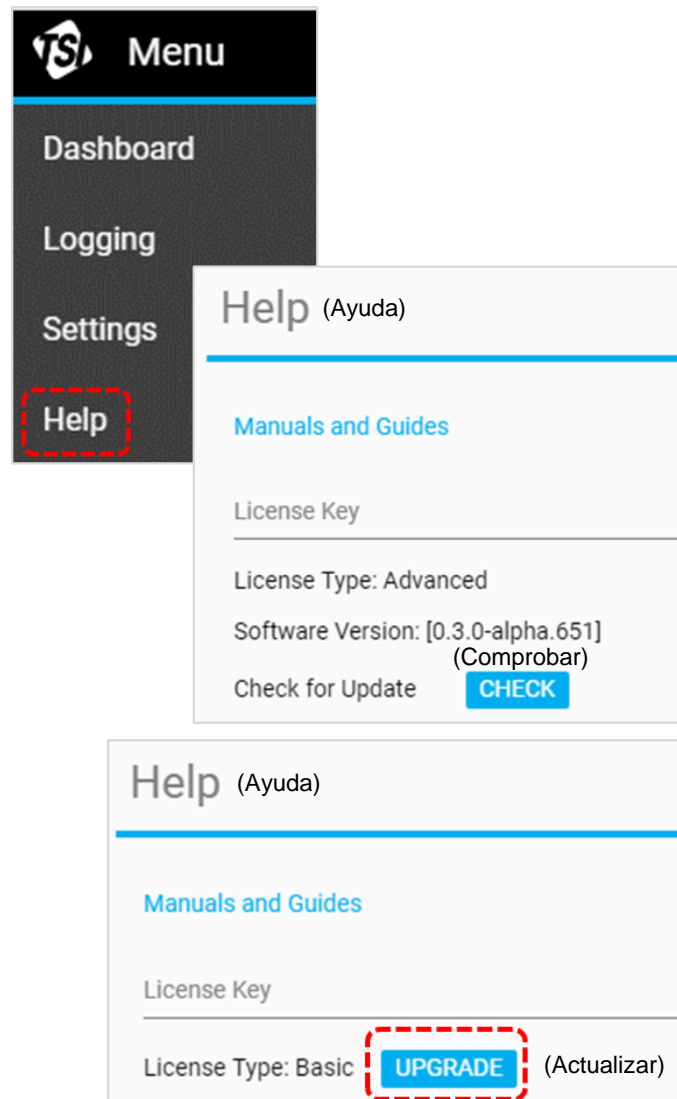 TSI Menu
Dashboard
Logging
Settings
Help
Help (Ayuda)
Manuals and Guides
License Key
License Type: Advanced
Software Version: [0.3.0-alpha.651]
(Comprobar)
Check for Update CHECK
Help (Ayuda)
Manuals and Guides
License Key
License Type: Basic UPGRADE (Actualizar)